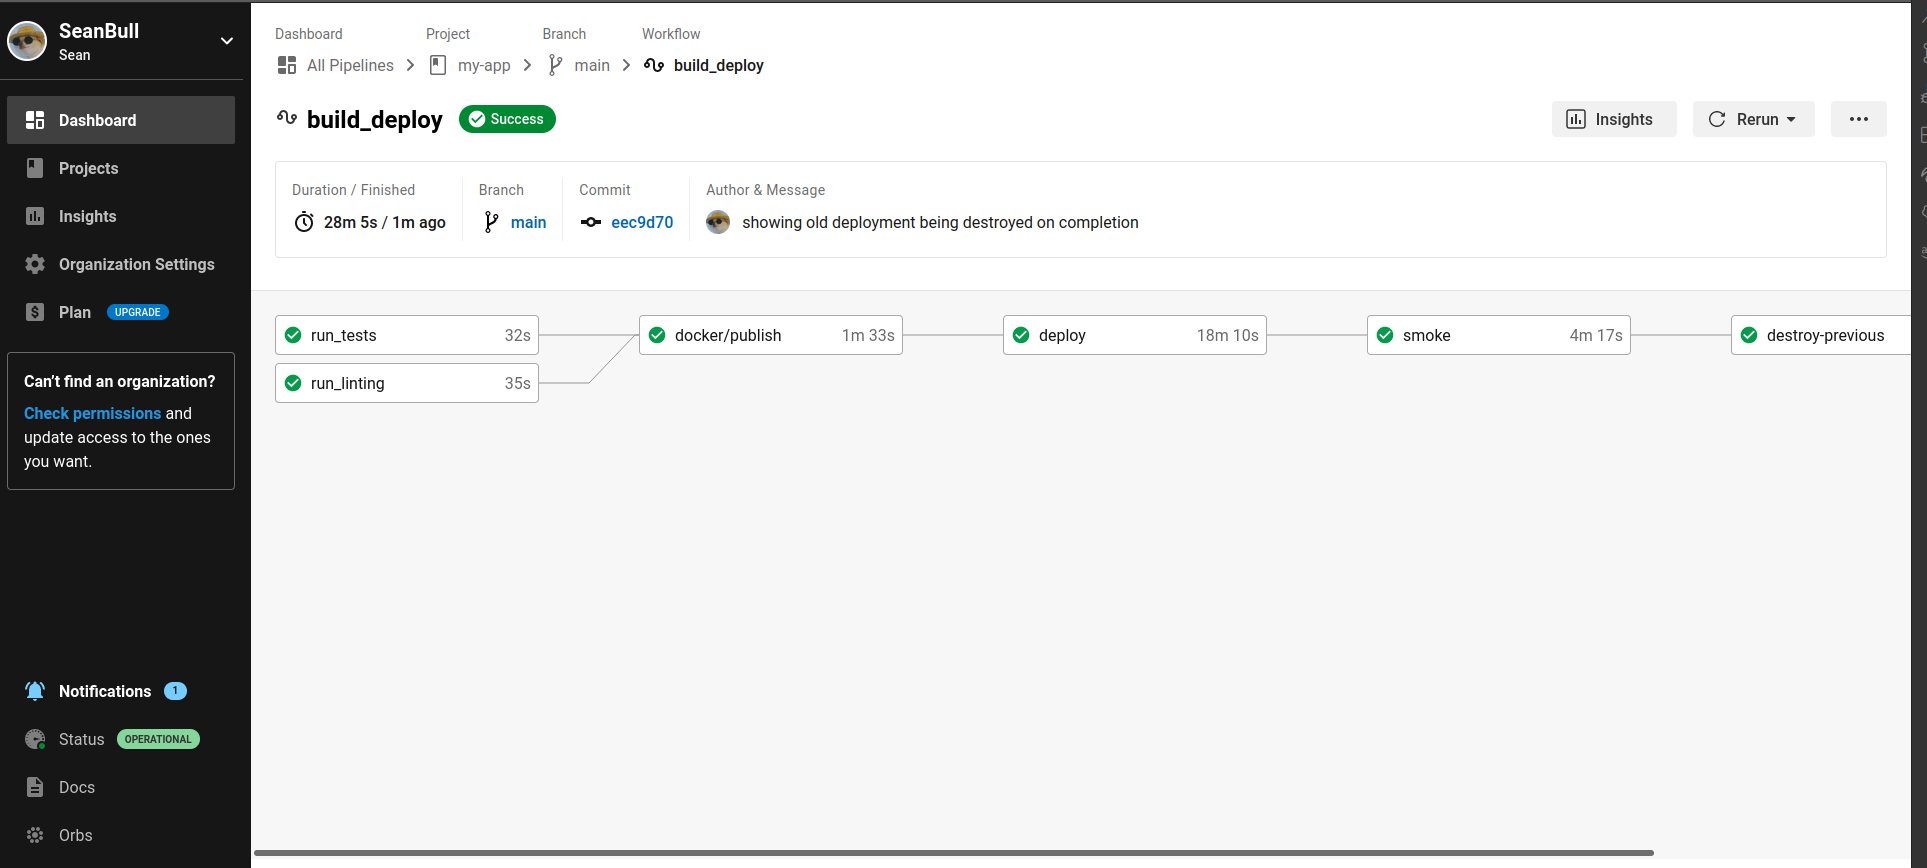 SeanBull
Sean
Dashboard
Projects
Insights
Organization Settings
Plan UPGRADE
Can’t find an organization?
Check permissions and
update access to the ones
you want.
Notifications 1
Status OPERATIONAL
Docs
Orbs
Dashboard Project Branch Workflow
All Pipelines my-app main build_deploy
build_deploy Success Insights Rerun
Duration / Finished Branch Commit Author & Message
28m 5s / 1m ago main eec9d70 showing old deployment being destroyed on completion
run_tests 32s docker/publish 1m 33s deploy 18m 10s smoke 4m 17s destroy-previous
run_linting 35s